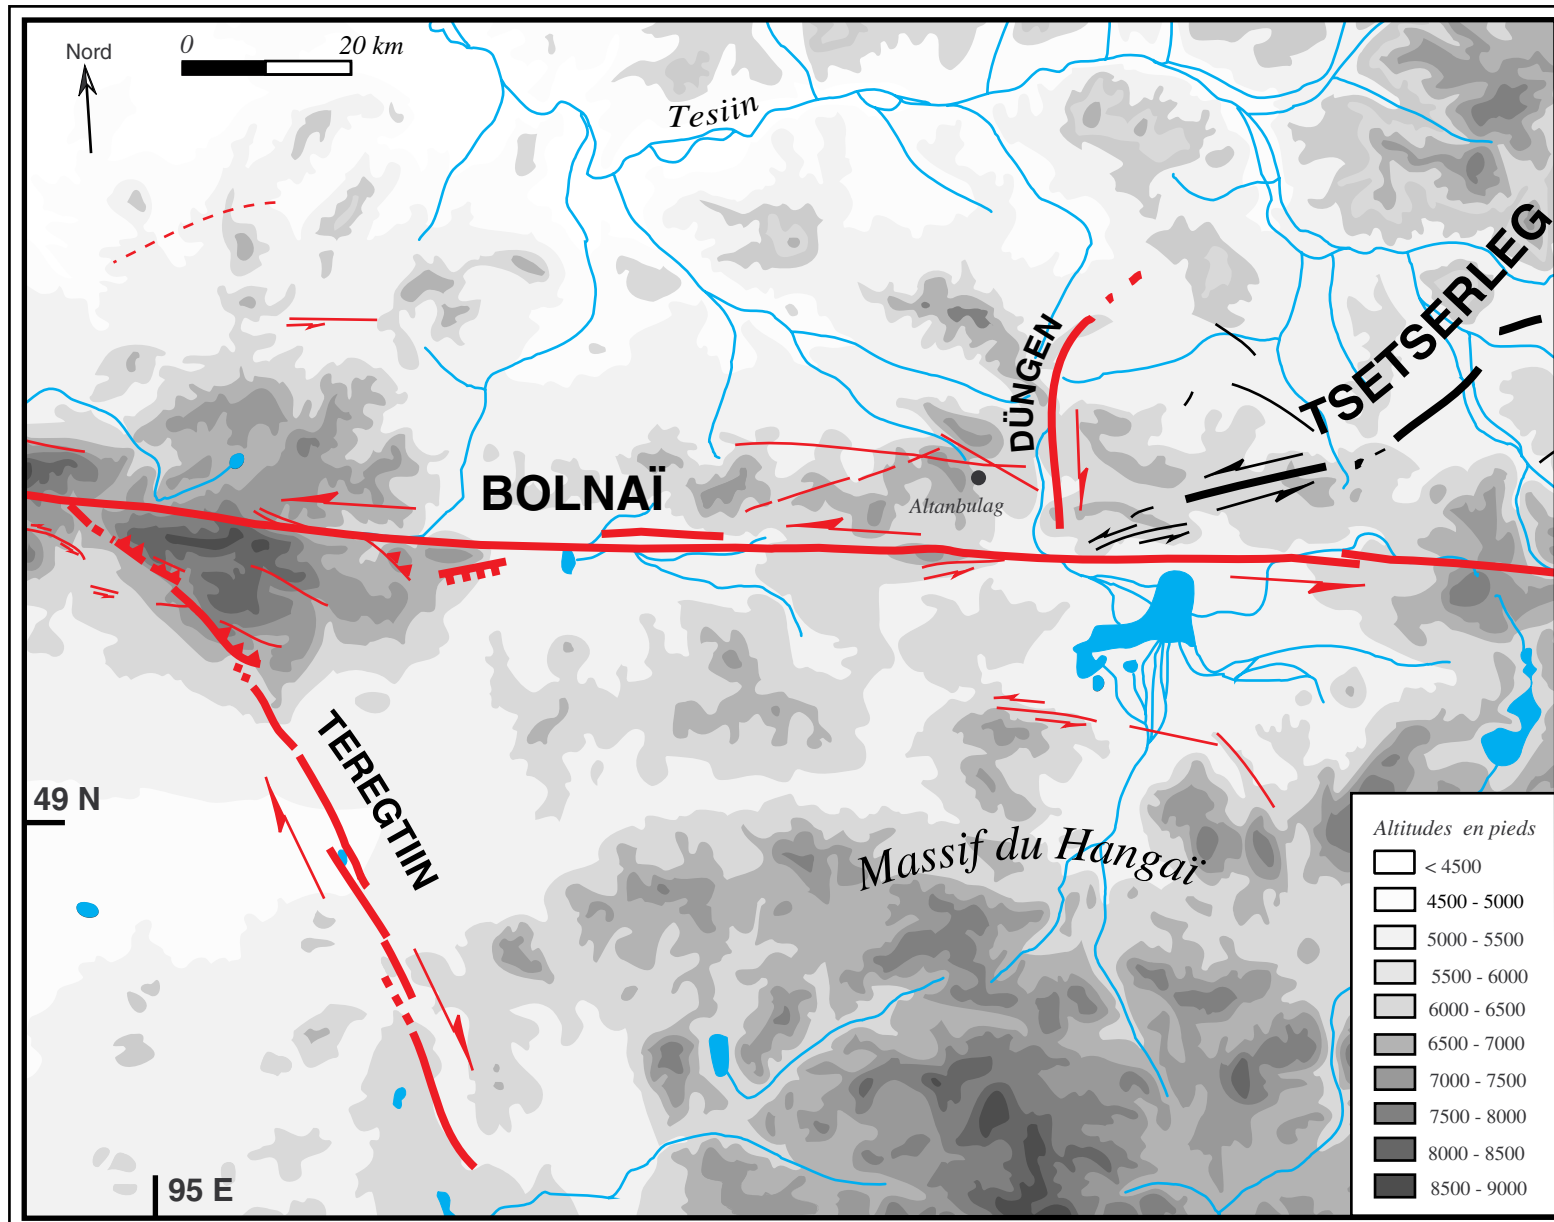 Nord
0 20 km
Tesiin
TSETSERLEG
DÜNGEN
BOLNAÏ
Altanbulag
TEREGTIIN
49 N
Massif du Hangaï
Altitudes en pieds
< 4500
4500 - 5000
5000 - 5500
5500 - 6000
6000 - 6500
6500 - 7000
7000 - 7500
7500 - 8000
8000 - 8500
8500 - 9000
95 E